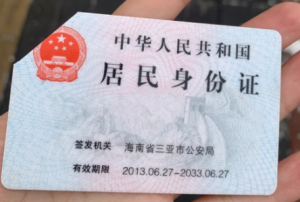 中华人民共和国
居民身份证
签发机关 海南省三亚市公安局
有效期限 2013.06.27-2033.06.27